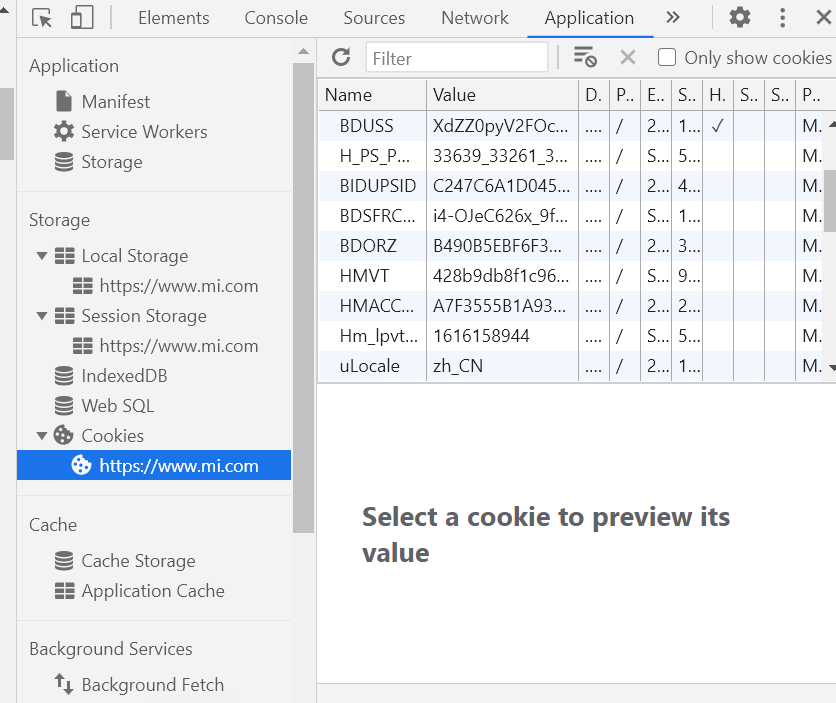 Elements Console Sources Network Application
Application
Manifest
Service Workers
Storage
Storage
Local Storage
https://www.mi.com
Session Storage
https://www.mi.com
IndexedDB
Web SQL
Cookies
https://www.mi.com
Cache
Cache Storage
Application Cache
Background Services
Background Fetch
Filter Only show cookies
Name Value D. P.. E.. S.. H. S.. S.. P..
BDUSS XdZZ0pyV2FOc... .... / 2... 1... ✓ M.
H_PS_P... 33639_33261_3... .... / S... 5... M.
BIDUPSID C247C6A1D045... .... / 2... 4... M.
BDSFRC... i4-OJeC626x_9f... .... / S... 1... M.
BDORZ B490B5EBF6F3... .... / 2... 3... M.
HMVT 428b9db8f1c96... .... / S... 9... M.
HMACC... A7F3555B1A93... .... / 2... 2... M.
Hm_lpvt... 1616158944 .... / S... 5... M.
uLocale zh_CN .... / 2... 1... M.
Select a cookie to preview its
value